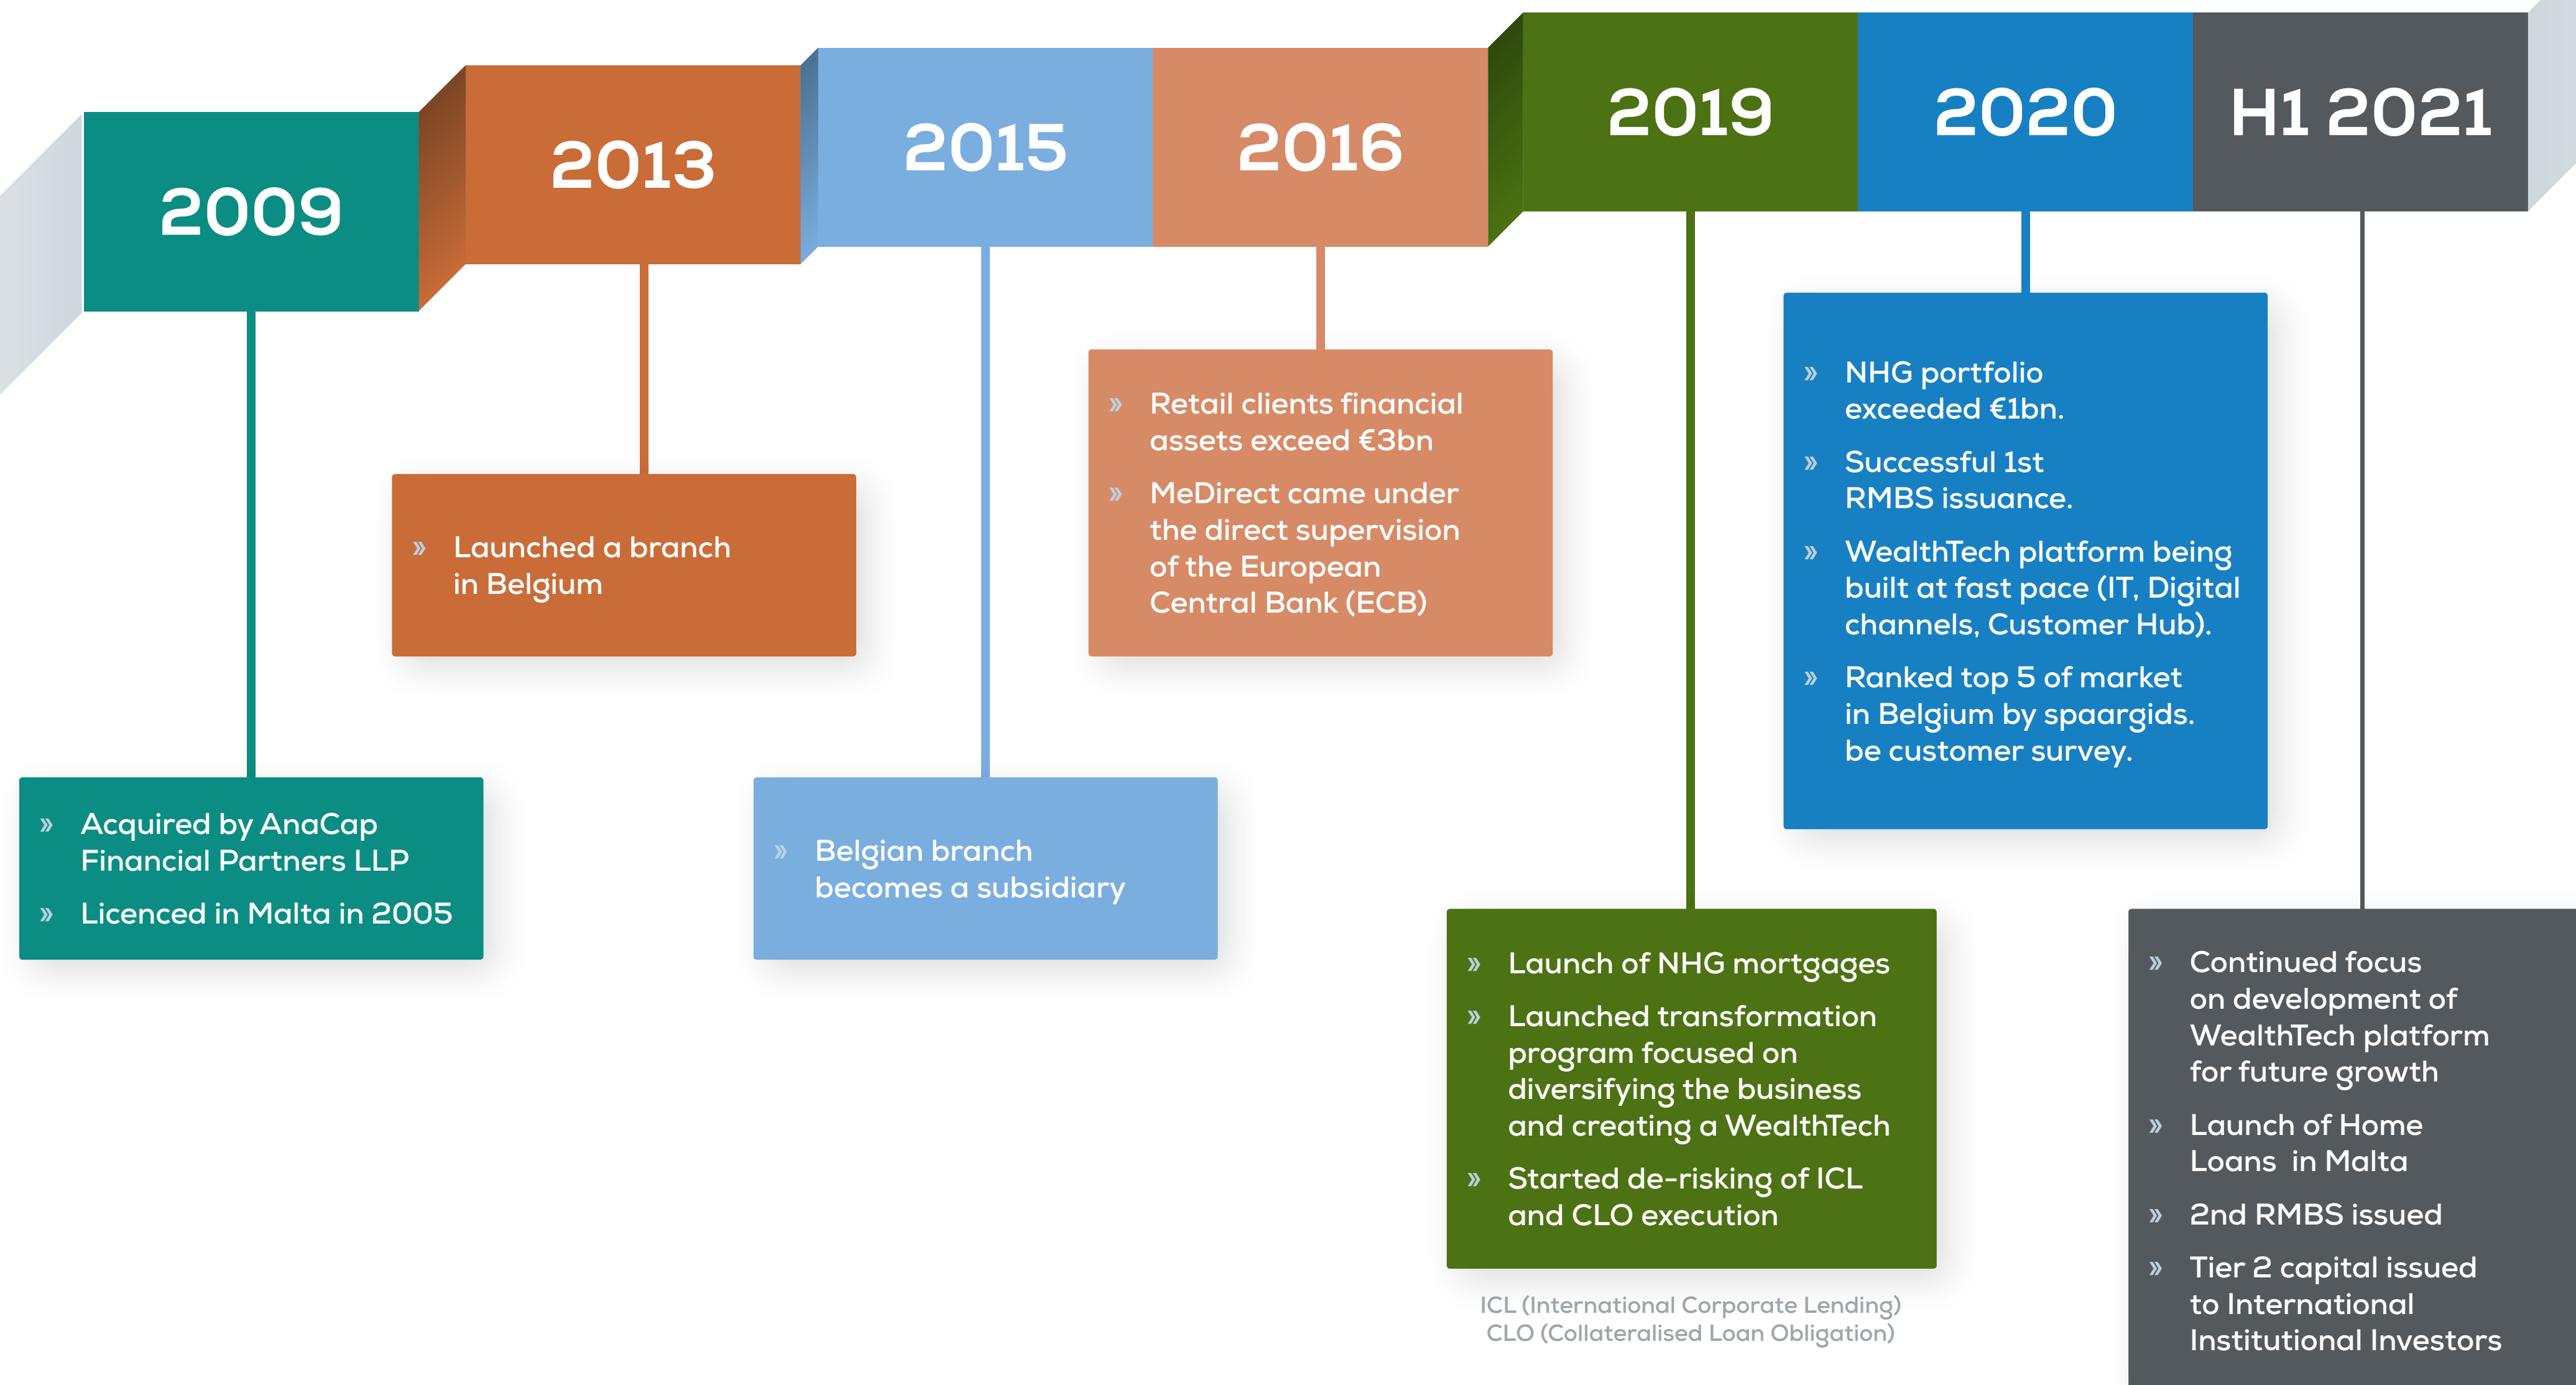 2009
2013
2015
2016
2019
2020
H1 2021
» Acquired by AnaCap
Financial Partners LLP
» Licenced in Malta in 2005
» Launched a branch
in Belgium
» Belgian branch
becomes a subsidiary
» Retail clients financial
assets exceed €3bn
» MeDirect came under
the direct supervision
of the European
Central Bank (ECB)
» Launch of NHG mortgages
» Launched transformation
program focused on
diversifying the business
and creating a WealthTech
» Started de-risking of ICL
and CLO execution
ICL (International Corporate Lending)
CLO (Collateralised Loan Obligation)
» NHG portfolio
exceeded €1bn.
» Successful 1st
RMBS issuance.
» WealthTech platform being
built at fast pace (IT, Digital
channels, Customer Hub).
» Ranked top 5 of market
in Belgium by spaargids.
be customer survey.
» Continued focus
on development of
WealthTech platform
for future growth
» Launch of Home
Loans in Malta
» 2nd RMBS issued
» Tier 2 capital issued
to International
Institutional Investors